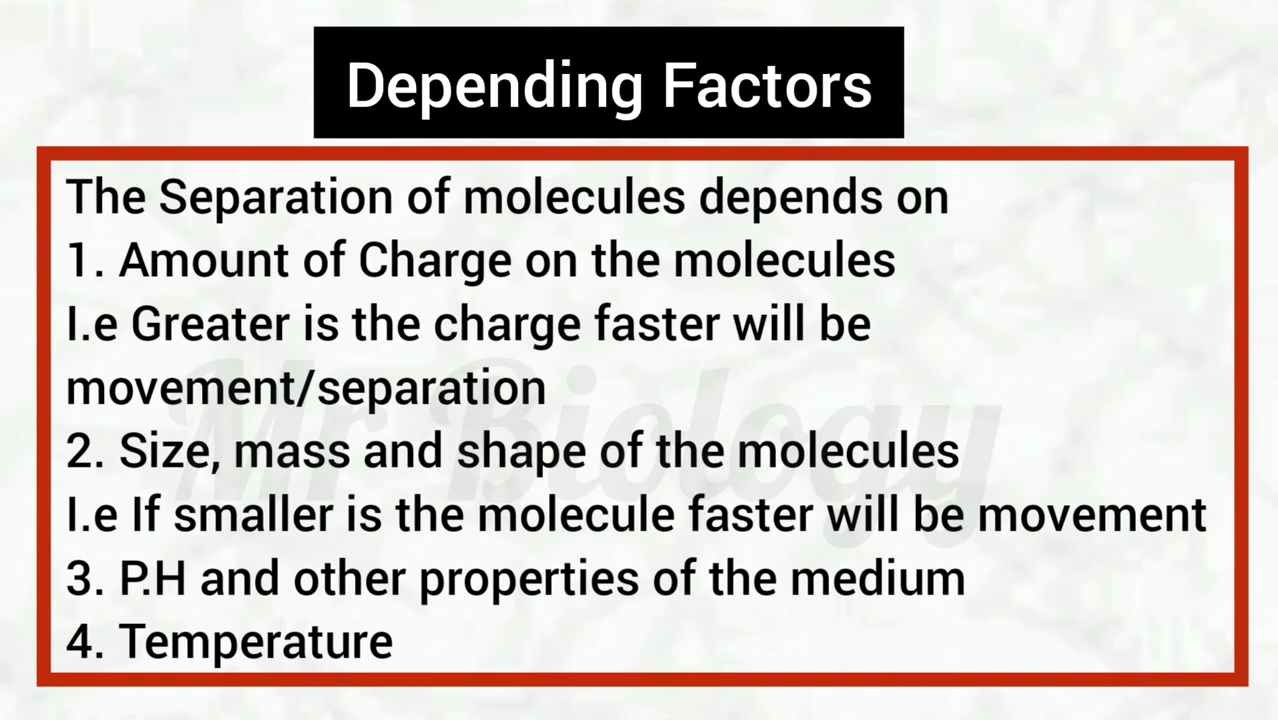 Depending Factors
The Separation of molecules depends on
1. Amount of Charge on the molecules
I.e Greater is the charge faster will be
movement/separation
2. Size, mass and shape of the molecules
I.e If smaller is the molecule faster will be movement
3. P.H and other properties of the medium
4. Temperature
Mr Biology